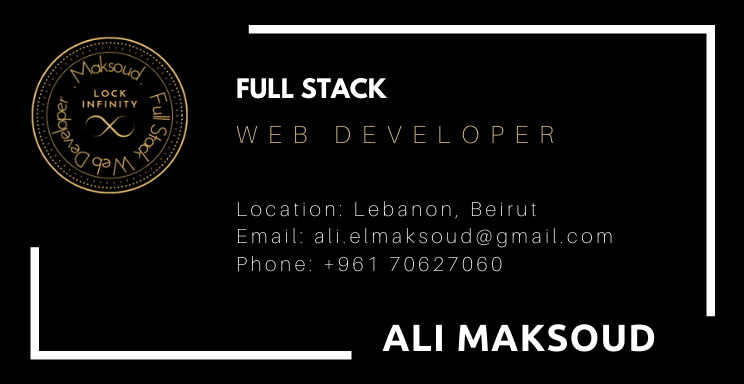 . Maksoud .
Full Stack Web Developer
LOCK
INFINITY
FULL STACK
WEB DEVELOPER
Location: Lebanon, Beirut
Email: ali.elmaksoud@gmail.com
Phone: +961 70627060
ALI MAKSOUD